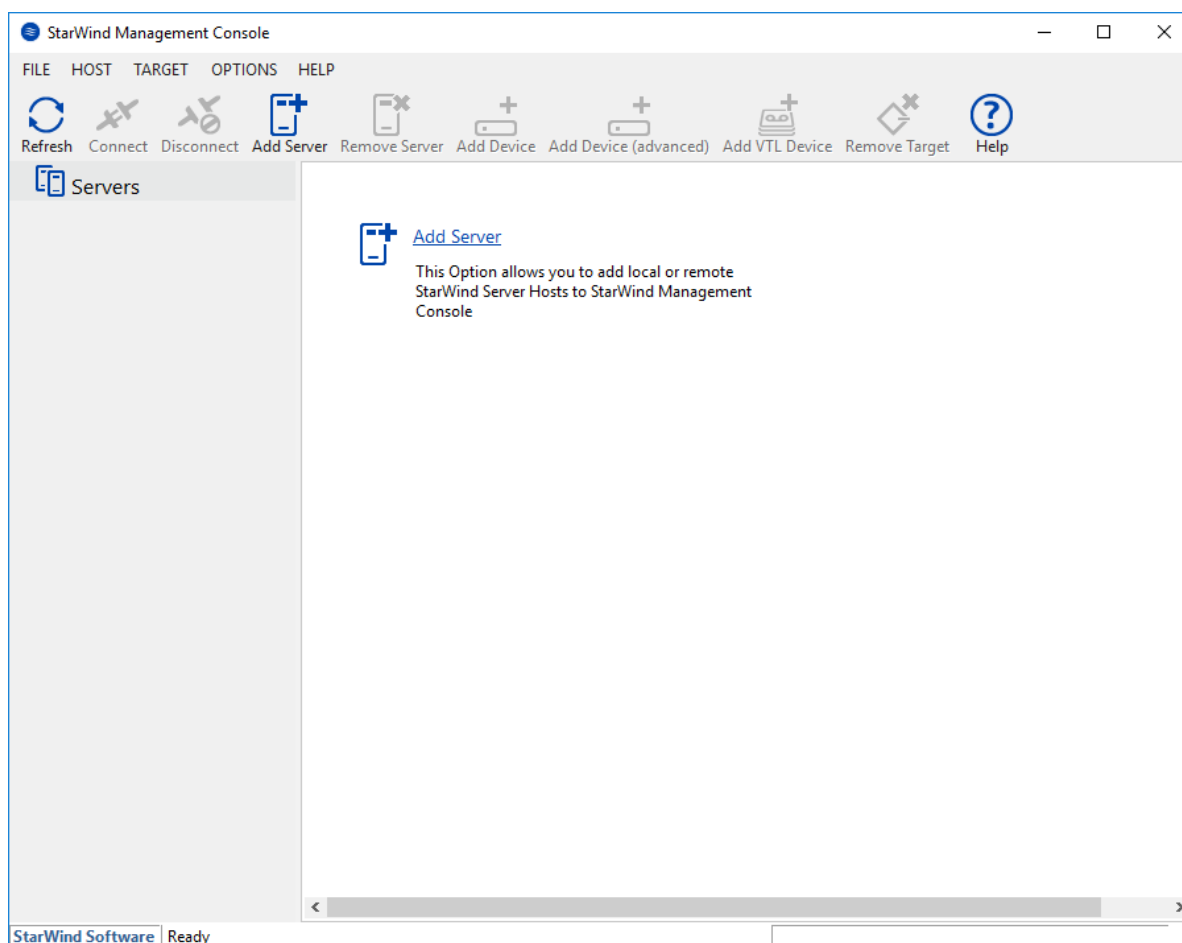 StarWind Management Console
FILE HOST TARGET OPTIONS HELP
Refresh Connect Disconnect Add Server Remove Server Add Device Add Device (advanced) Add VTL Device Remove Target Help
Servers
Add Server
This Option allows you to add local or remote
StarWind Server Hosts to StarWind Management
Console
StarWind Software Ready